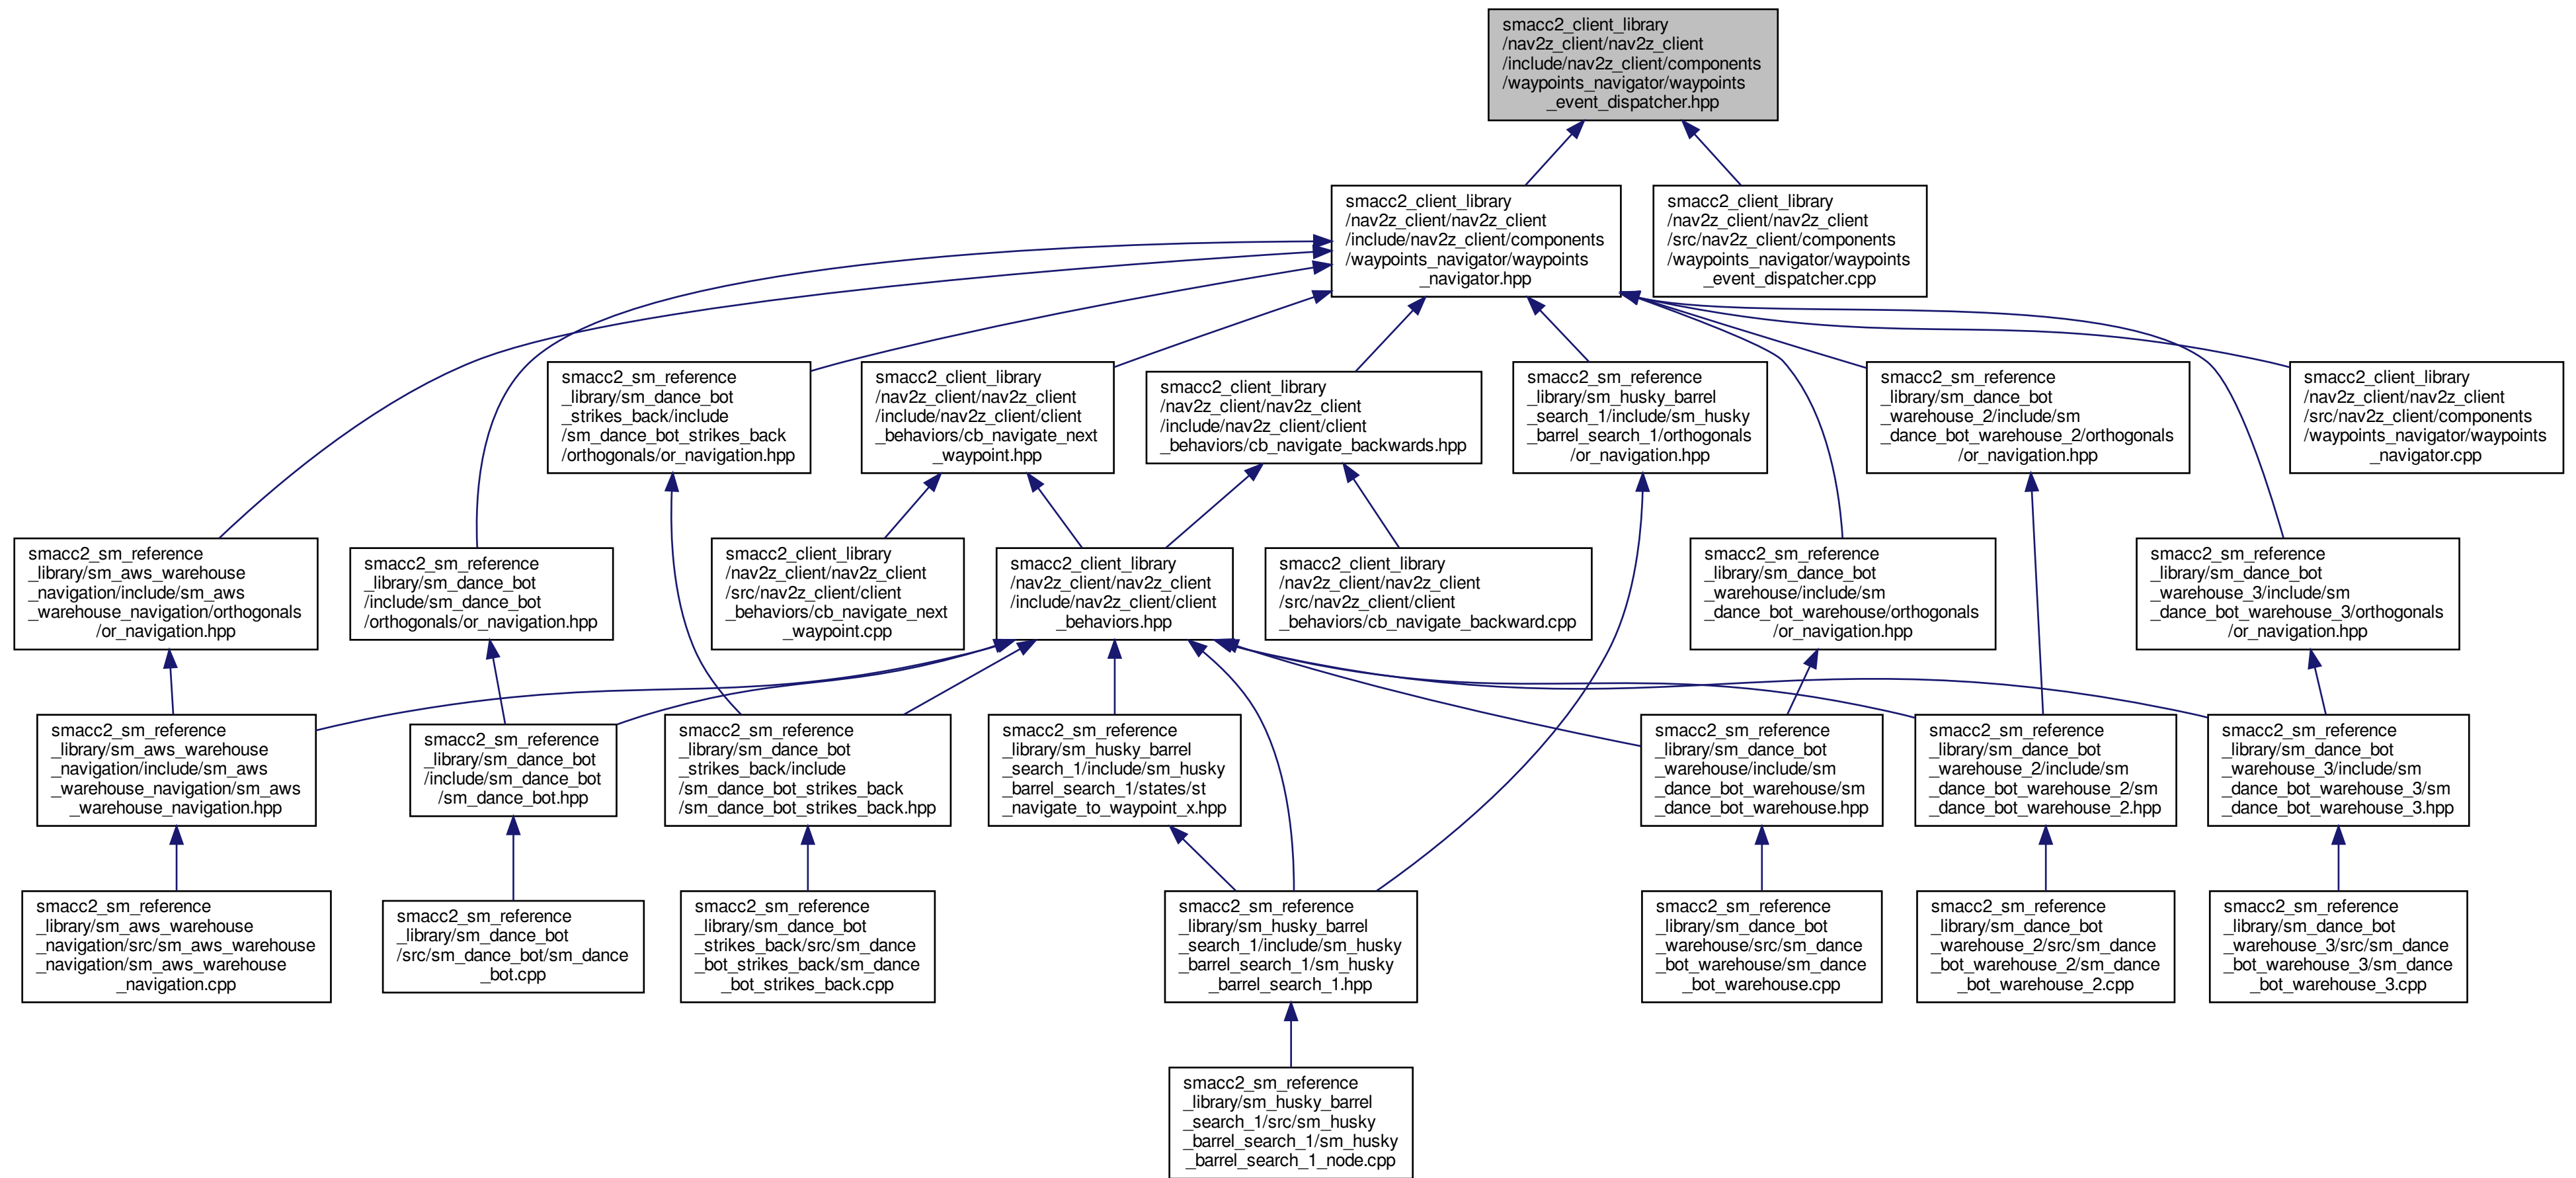 smacc2_client_library
/nav2z_client/nav2z_client
/include/nav2z_client/components
/waypoints_navigator/waypoints
_event_dispatcher.hpp
smacc2_client_library
/nav2z_client/nav2z_client
/include/nav2z_client/components
/waypoints_navigator/waypoints
_navigator.hpp
smacc2_client_library
/nav2z_client/nav2z_client
/src/nav2z_client/components
/waypoints_navigator/waypoints
_event_dispatcher.cpp
smacc2_sm_reference
_library/sm_dance_bot
_strikes_back/include
/sm_dance_bot_strikes_back
/orthogonals/or_navigation.hpp
smacc2_client_library
/nav2z_client/nav2z_client
/include/nav2z_client/client
_behaviors/cb_navigate_next
_waypoint.hpp
smacc2_client_library
/nav2z_client/nav2z_client
/include/nav2z_client/client
_behaviors/cb_navigate_backwards.hpp
smacc2_sm_reference
_library/sm_husky_barrel
_search_1/include/sm_husky
_barrel_search_1/orthogonals
/or_navigation.hpp
smacc2_sm_reference
_library/sm_dance_bot
_warehouse_2/include/sm
_dance_bot_warehouse_2/orthogonals
/or_navigation.hpp
smacc2_client_library
/nav2z_client/nav2z_client
/src/nav2z_client/components
/waypoints_navigator/waypoints
_navigator.cpp
smacc2_sm_reference
_library/sm_aws_warehouse
_navigation/include/sm_aws
_warehouse_navigation/orthogonals
/or_navigation.hpp
smacc2_sm_reference
_library/sm_dance_bot
/include/sm_dance_bot
/orthogonals/or_navigation.hpp
smacc2_client_library
/nav2z_client/nav2z_client
/src/nav2z_client/client
_behaviors/cb_navigate_next
_waypoint.cpp
smacc2_client_library
/nav2z_client/nav2z_client
/include/nav2z_client/client
_behaviors.hpp
smacc2_client_library
/nav2z_client/nav2z_client
/src/nav2z_client/client
_behaviors/cb_navigate_backward.cpp
smacc2_sm_reference
_library/sm_dance_bot
_warehouse/include/sm
_dance_bot_warehouse/orthogonals
/or_navigation.hpp
smacc2_sm_reference
_library/sm_dance_bot
_warehouse_3/include/sm
_dance_bot_warehouse_3/orthogonals
/or_navigation.hpp
smacc2_sm_reference
_library/sm_aws_warehouse
_navigation/include/sm_aws
_warehouse_navigation/sm_aws
_warehouse_navigation.hpp
smacc2_sm_reference
_library/sm_dance_bot
/include/sm_dance_bot
/sm_dance_bot.hpp
smacc2_sm_reference
_library/sm_dance_bot
_strikes_back/include
/sm_dance_bot_strikes_back
/sm_dance_bot_strikes_back.hpp
smacc2_sm_reference
_library/sm_husky_barrel
_search_1/include/sm_husky
_barrel_search_1/states/st
_navigate_to_waypoint_x.hpp
smacc2_sm_reference
_library/sm_dance_bot
_warehouse/include/sm
_dance_bot_warehouse/sm
_dance_bot_warehouse.hpp
smacc2_sm_reference
_library/sm_dance_bot
_warehouse_2/include/sm
_dance_bot_warehouse_2/sm
_dance_bot_warehouse_2.hpp
smacc2_sm_reference
_library/sm_dance_bot
_warehouse_3/include/sm
_dance_bot_warehouse_3/sm
_dance_bot_warehouse_3.hpp
smacc2_sm_reference
_library/sm_aws_warehouse
_navigation/src/sm_aws_warehouse
_navigation/sm_aws_warehouse
_navigation.cpp
smacc2_sm_reference
_library/sm_dance_bot
/src/sm_dance_bot/sm_dance
_bot.cpp
smacc2_sm_reference
_library/sm_dance_bot
_strikes_back/src/sm_dance
_bot_strikes_back/sm_dance
_bot_strikes_back.cpp
smacc2_sm_reference
_library/sm_husky_barrel
_search_1/include/sm_husky
_barrel_search_1/sm_husky
_barrel_search_1.hpp
smacc2_sm_reference
_library/sm_dance_bot
_warehouse/src/sm_dance
_bot_warehouse/sm_dance
_bot_warehouse.cpp
smacc2_sm_reference
_library/sm_dance_bot
_warehouse_2/src/sm_dance
_bot_warehouse_2/sm_dance
_bot_warehouse_2.cpp
smacc2_sm_reference
_library/sm_dance_bot
_warehouse_3/src/sm_dance
_bot_warehouse_3/sm_dance
_bot_warehouse_3.cpp
smacc2_sm_reference
_library/sm_husky_barrel
_search_1/src/sm_husky
_barrel_search_1/sm_husky
_barrel_search_1_node.cpp